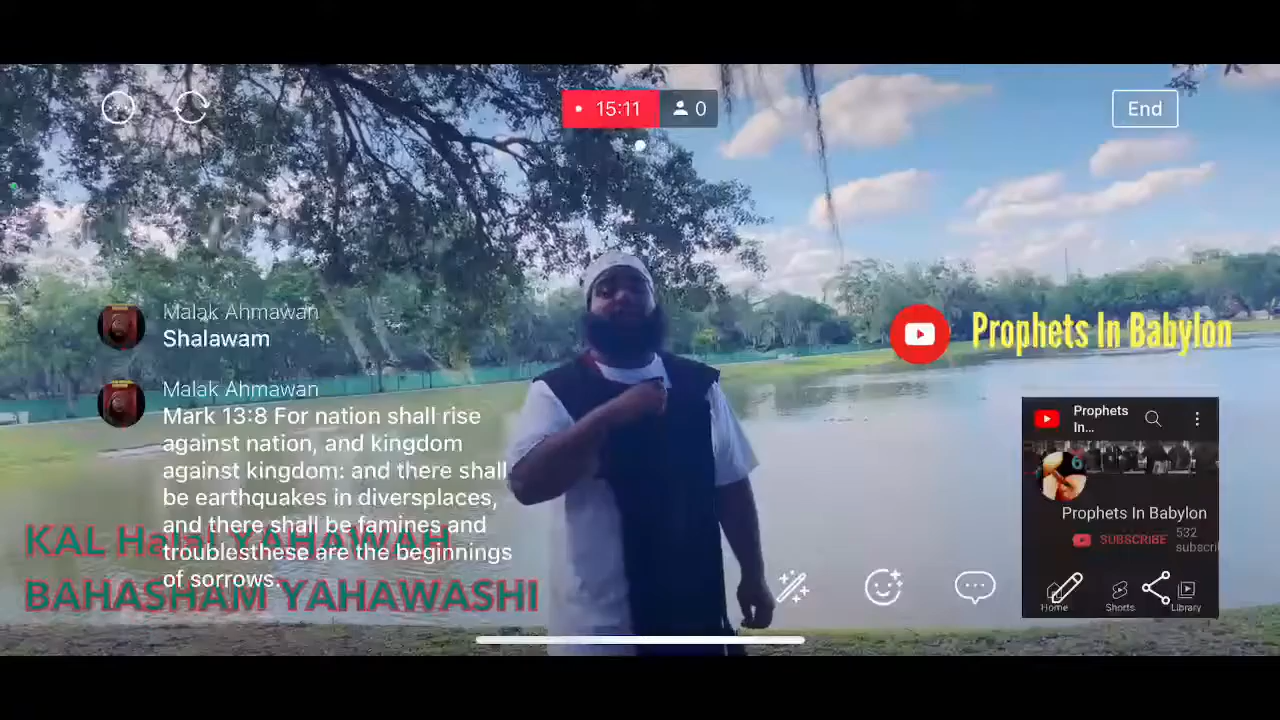 15:11
0
End
Malak Ahmawan
Shalawam
Malak Ahmawan
Mark 13:8 For nation shall rise
against nation, and kingdom
against kingdom: and there shall
be earthquakes in diversplaces,
and there shall be famines and
troublesthese are the beginnings
of sorrows.
KAL HalaL YAHAWAH
BAHASHAM YAHAWASHI
Prophets In Babylon
Prophets
In...
6
Prophets In Babylon
SUBSCRIBE
532
subscri
Home
Shorts
Library